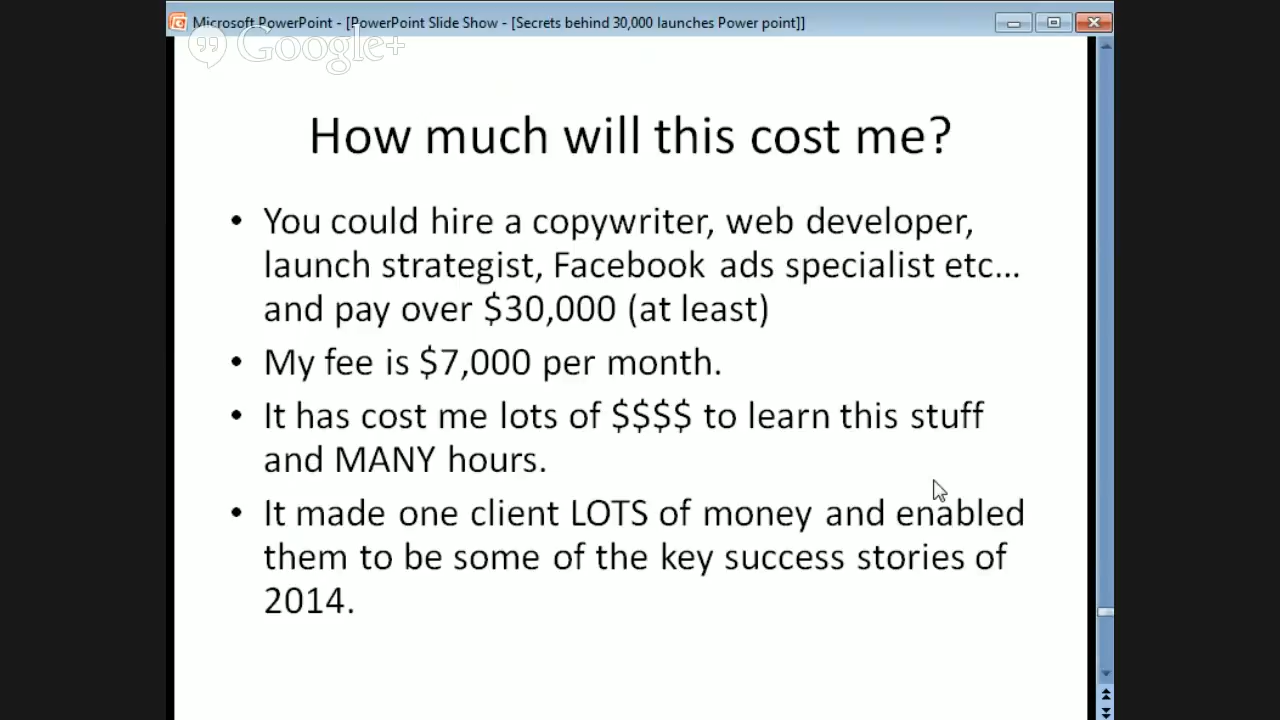 Microsoft PowerPoint - [PowerPoint Slide Show - [Secrets behind 30,000 launches Power point]]
Google+
How much will this cost me?
• You could hire a copywriter, web developer,
launch strategist, Facebook ads specialist etc...
and pay over $30,000 (at least)
• My fee is $7,000 per month.
• It has cost me lots of $$$$ to learn this stuff
and MANY hours.
• It made one client LOTS of money and enabled
them to be some of the key success stories of
2014.